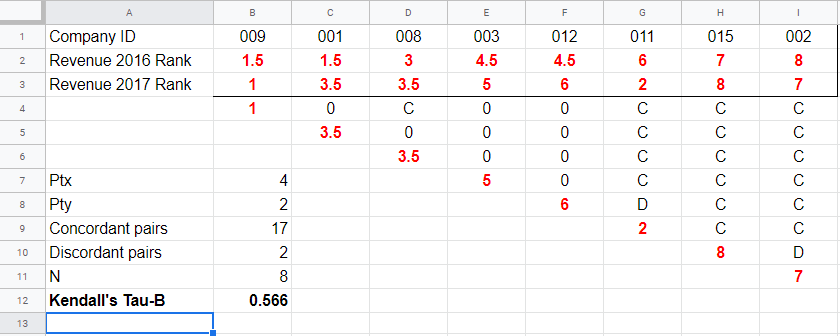 A B C D E F G H I
1 Company ID 009 001 008 003 012 011 015 002
2 Revenue 2016 Rank 1.5 1.5 3 4.5 4.5 6 7 8
3 Revenue 2017 Rank 1 3.5 3.5 5 6 2 8 7
4 1 0 C 0 0 C C C
5 3.5 0 0 0 C C C
6 3.5 0 0 C C C
7 Ptx 4 5 0 C C C
8 Pty 2 6 D C C
9 Concordant pairs 17 2 C C
10 Discordant pairs 2 8 D
11 N 8 7
12 Kendall's Tau-B 0.566
13